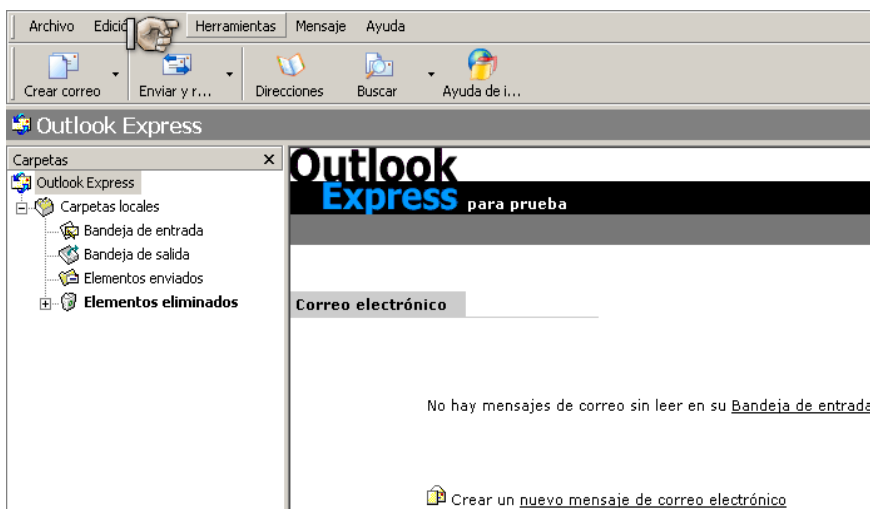 Archivo Edició Herramientas Mensaje Ayuda
Crear correo Enviar y r... Direcciones Buscar Ayuda de i...
Outlook Express
Carpetas
Outlook Express
Carpetas locales
Bandeja de entrada
Bandeja de salida
Elementos enviados
Elementos eliminados
Outlook
Express para prueba
Correo electrónico
No hay mensajes de correo sin leer en su Bandeja de entrada
Crear un nuevo mensaje de correo electrónico